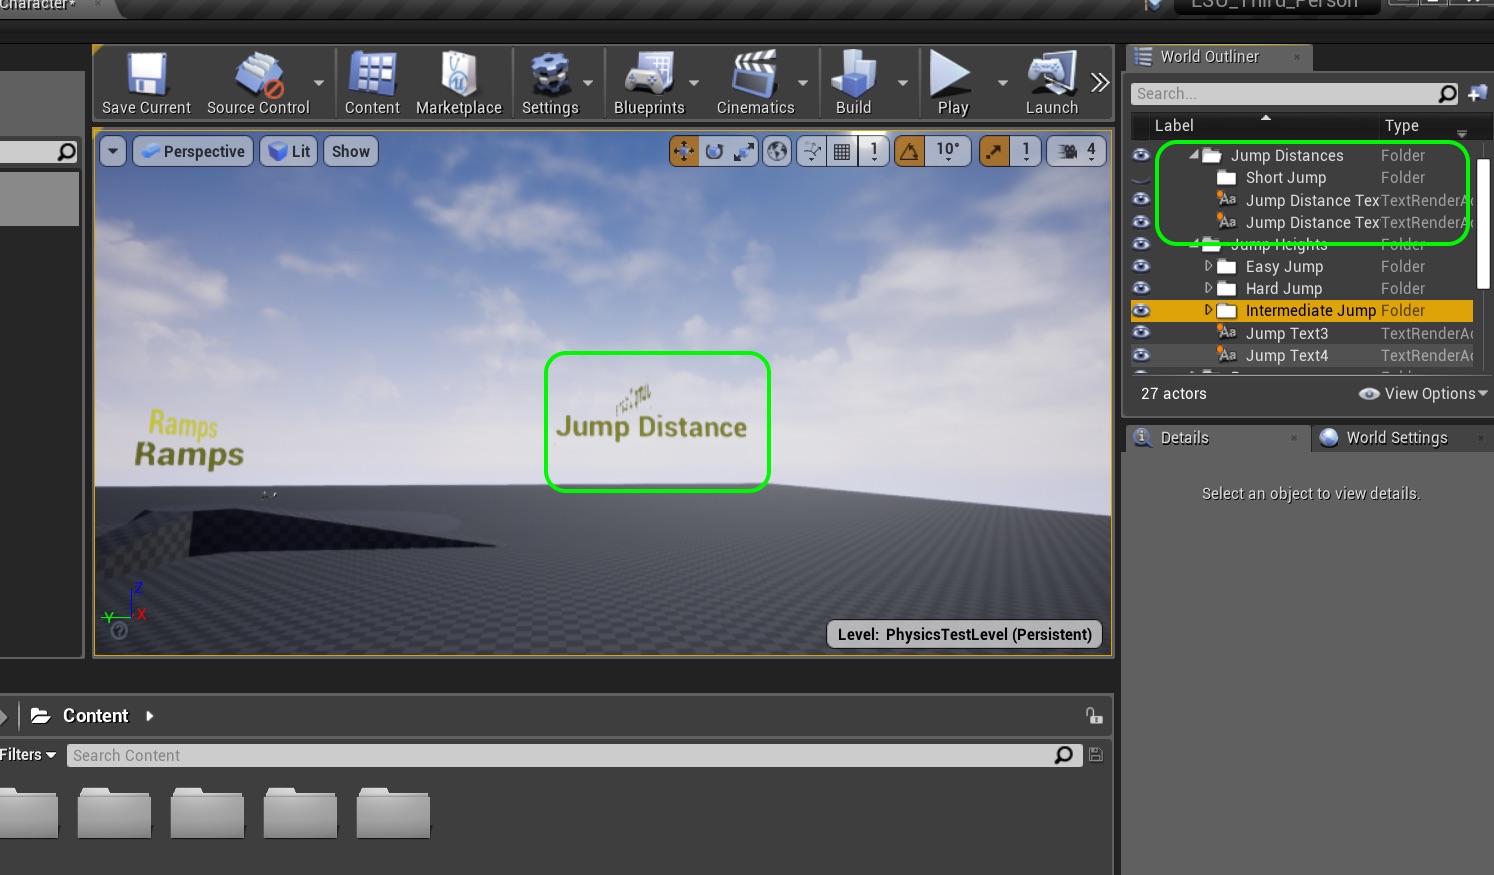 Character*
LSU_Third_Person
Save Current
Source Control
Content
Marketplace
Settings
Blueprints
Cinematics
Build
Play
Launch
World Outliner
Search...
Label
Type
Perspective
Lit
Show
1
10°
1
4
Jump Distances Folder
Short Jump Folder
Jump Distance Tex TextRenderAc
Jump Distance Tex TextRenderAc
Jump Heights Folder
Easy Jump Folder
Hard Jump Folder
Intermediate Jump Folder
Jump Text3 TextRenderAc
Jump Text4 TextRenderAc
27 actors
View Options
Ramps
Ramps
Jump Distance
Details
World Settings
Select an object to view details.
Z
Y
X
Level: PhysicsTestLevel (Persistent)
Content
Filters
Search Content